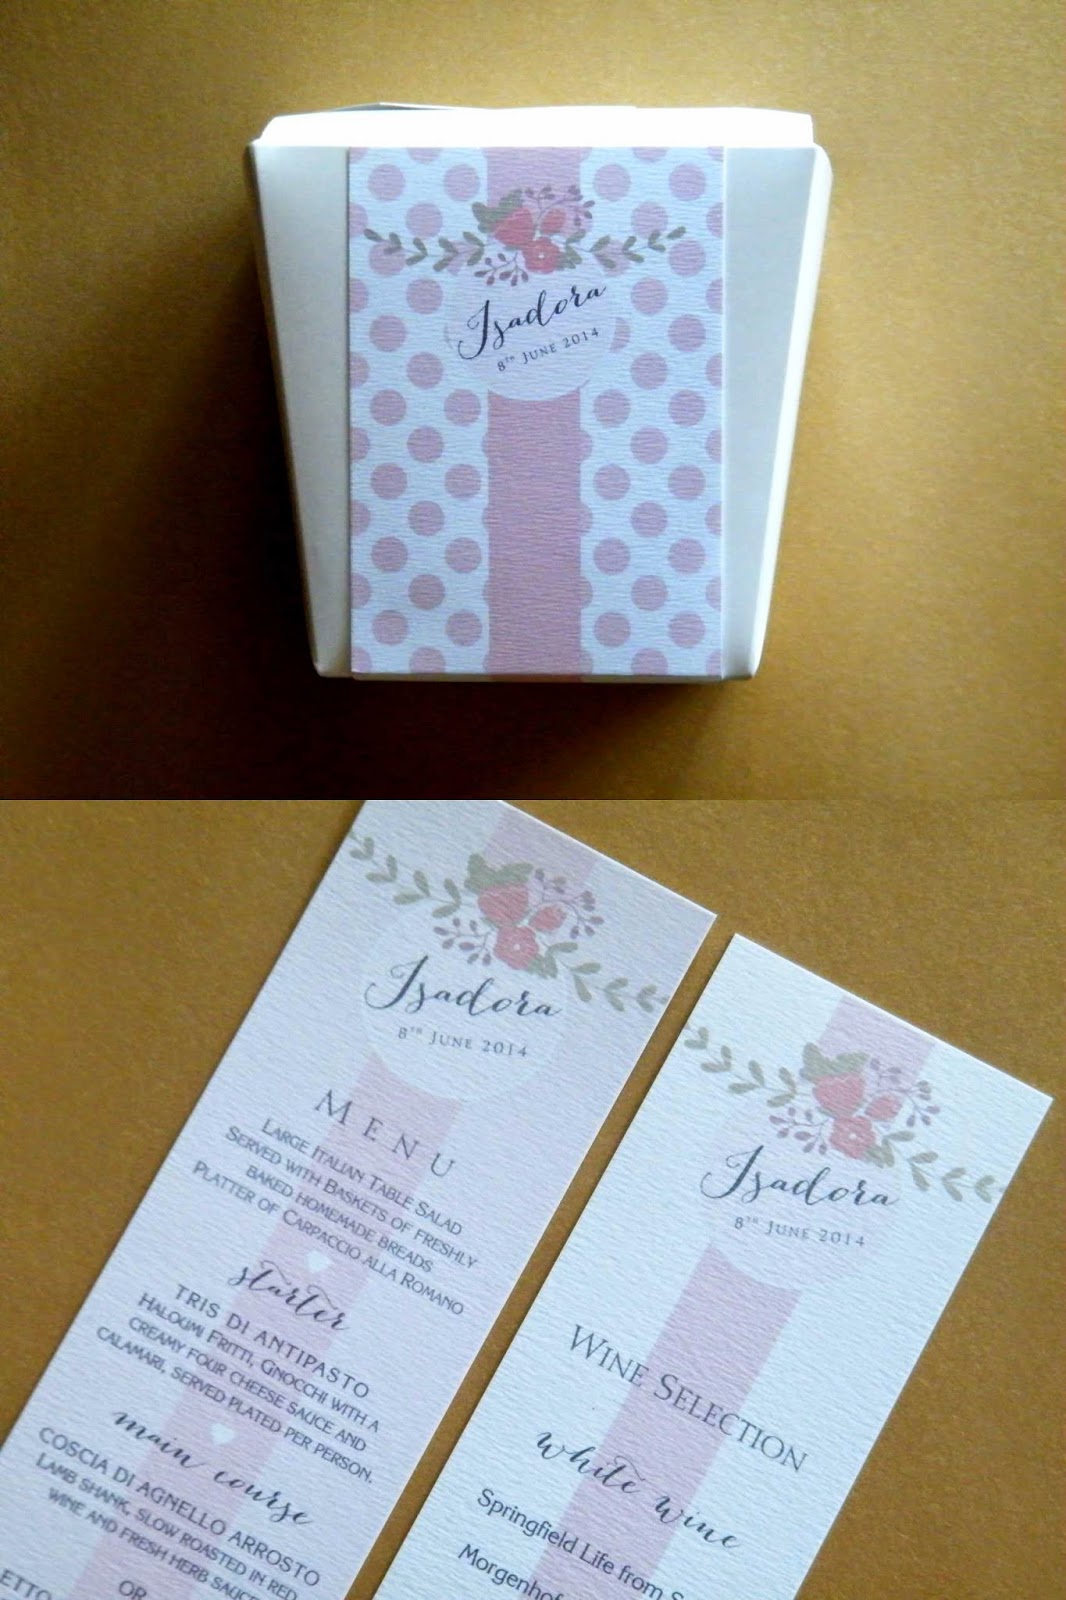 Isadora
8TH JUNE 2014
Isadora
8TH JUNE 2014
MENU
LARGE ITALIAN TABLE SALAD
SERVED WITH BASKETS OF FRESHLY
BAKED HOMEMADE BREADS
PLATTER OF CARPACCIO ALLA ROMANO
starter
TRIS DI ANTIPASTO
HALOUMI FRITTI, GNOCCHI WITH A
CREAMY FOUR CHEESE SAUCE AND
CALAMARI, SERVED PLATED PER PERSON.
main course
COSCIA DI AGNELLO ARROSTO
LAMB SHANK, SLOW ROASTED IN RED
WINE AND FRESH HERB SAUCE
OR
Isadora
8TH JUNE 2014
WINE SELECTION
white wine
Springfield Life from